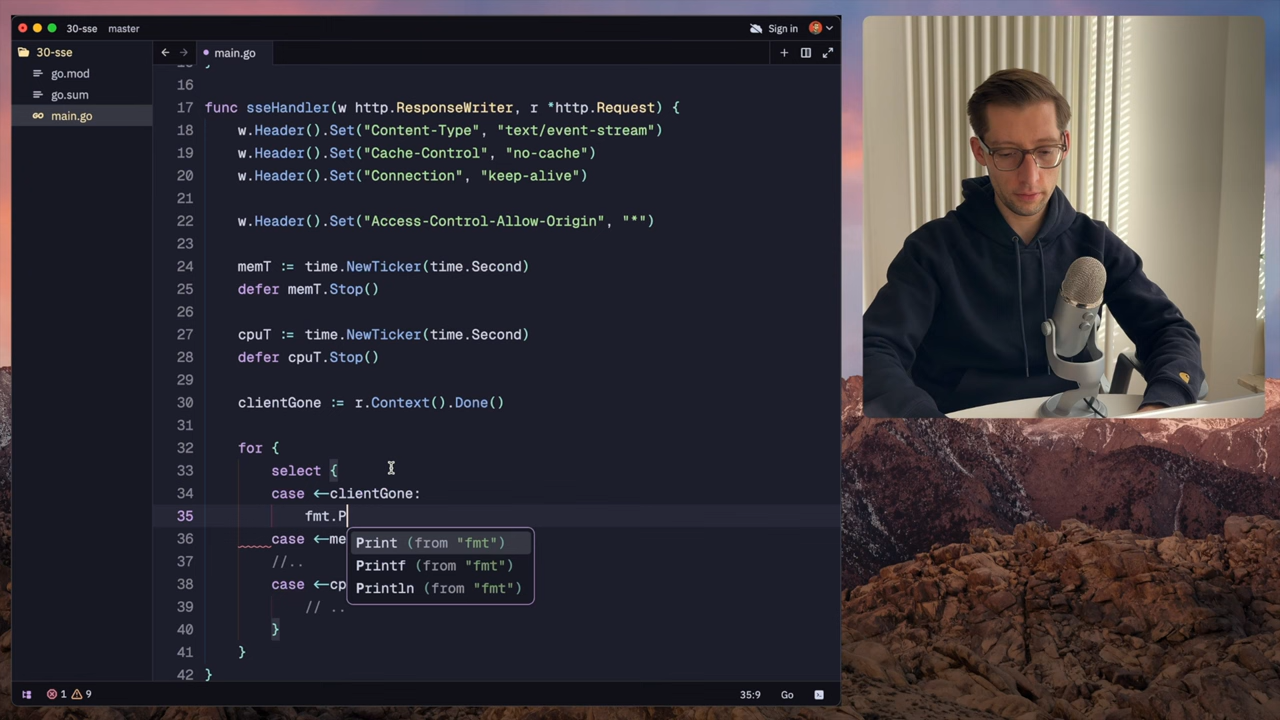 30-sse master
Sign in
30-sse
main.go
go.mod
go.sum
main.go
16
17 func sseHandler(w http.ResponseWriter, r *http.Request) {
18 w.Header().Set("Content-Type", "text/event-stream")
19 w.Header().Set("Cache-Control", "no-cache")
20 w.Header().Set("Connection", "keep-alive")
21
22 w.Header().Set("Access-Control-Allow-Origin", "*")
23
24 memT := time.NewTicker(time.Second)
25 defer memT.Stop()
26
27 cpuT := time.NewTicker(time.Second)
28 defer cpuT.Stop()
29
30 clientGone := r.Context().Done()
31
32 for {
33 select {
34 case <-clientGone:
35 fmt.P
36 case <-me
Print (from "fmt")
37 //..
Printf (from "fmt")
38 case <-cp
Println (from "fmt")
39 // ..
40 }
41 }
42 }
1 9
35:9 Go